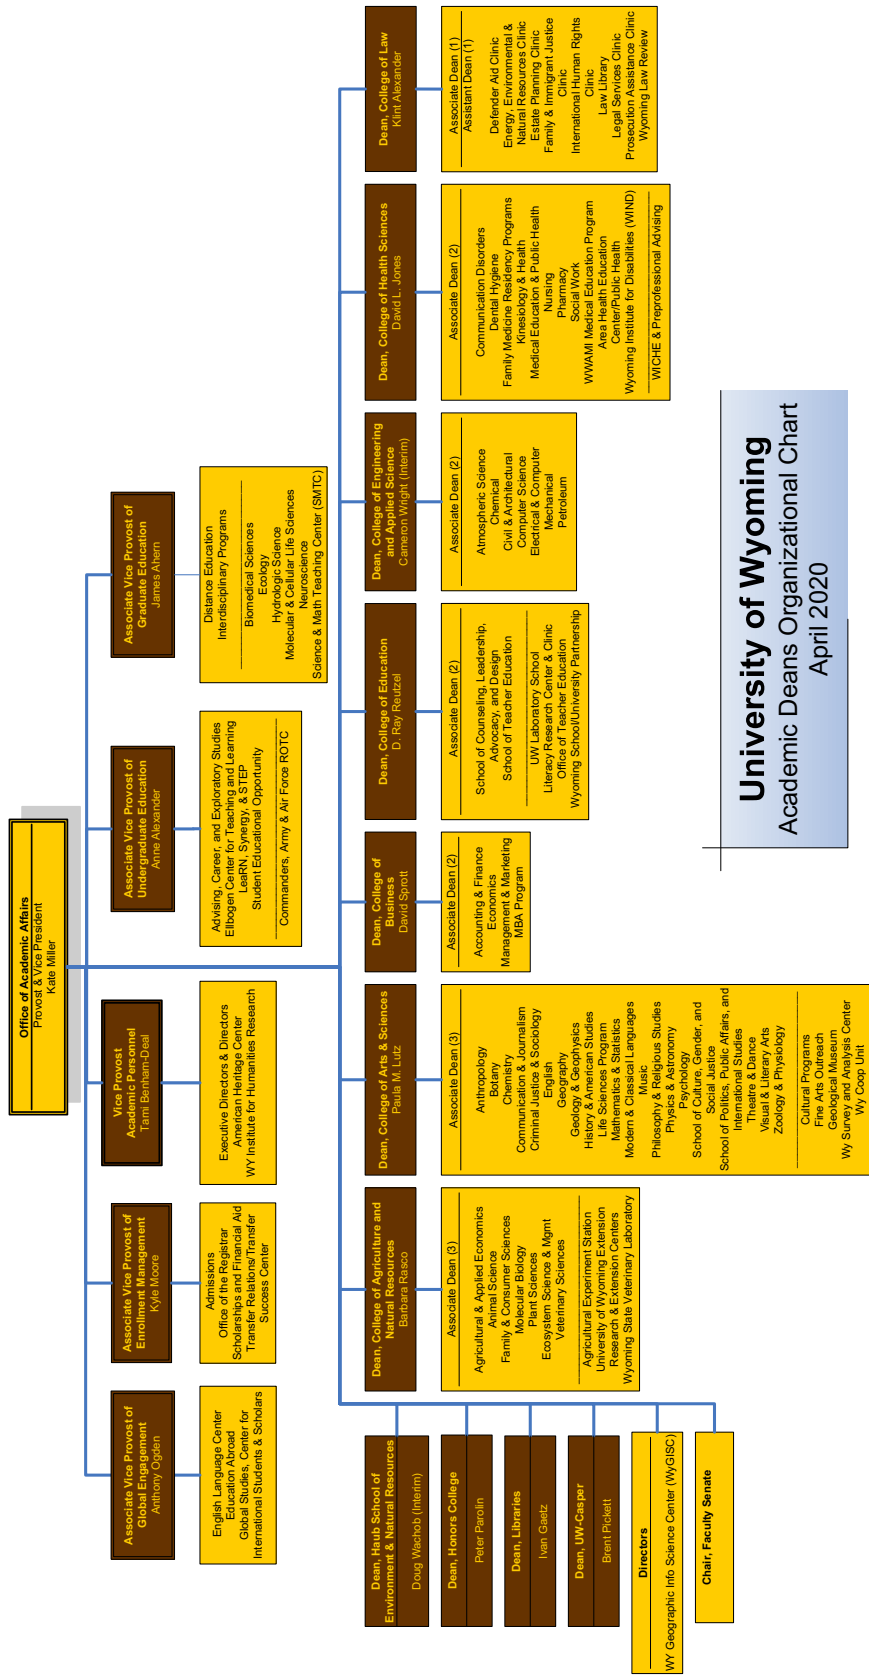 Office of Academic Affairs
Provost & Vice President
Kate Miller
Associate Vice Provost of
Global Engagement
Anthony Ogden
English Language Center
Education Abroad
Global Studies, Center for
International Students & Scholars
Associate Vice Provost of
Enrollment Management
Kyle Moore
Admissions
Office of the Registrar
Scholarships and Financial Aid
Transfer Relations/Transfer
Success Center
Vice Provost
Academic Personnel
Tami Benham-Deal
Executive Directors & Directors
American Heritage Center
WY Institute for Humanities Research
Associate Vice Provost of
Undergraduate Education
Anne Alexander
Advising, Career, and Exploratory Studies
Ellbogen Center for Teaching and Learning
LeaRN, Synergy, & STEP
Student Educational Opportunity
Commanders, Army & Air Force ROTC
Associate Vice Provost of
Graduate Education
James Ahern
Distance Education
Interdisciplinary Programs
Biomedical Sciences
Ecology
Hydrologic Science
Molecular & Cellular Life Sciences
Neuroscience
Science & Math Teaching Center (SMTC)
Dean, Haub School of
Environment & Natural Resources
Doug Wachob (Interim)
Dean, Honors College
Peter Parolin
Dean, Libraries
Ivan Gaetz
Dean, UW-Casper
Brent Pickett
Directors
WY Geographic Info Science Center (WyGISC)
Chair, Faculty Senate
Dean, College of Agriculture and
Natural Resources
Barbara Rasco
Associate Dean (3)
Agricultural & Applied Economics
Animal Science
Family & Consumer Sciences
Molecular Biology
Plant Sciences
Ecosystem Science & Mgmt
Veterinary Sciences
Agricultural Experiment Station
University of Wyoming Extension
Research & Extension Centers
Wyoming State Veterinary Laboratory
Dean, College of Arts & Sciences
Paula M. Lutz
Associate Dean (3)
Anthropology
Botany
Chemistry
Communication & Journalism
Criminal Justice & Sociology
English
Geography
Geology & Geophysics
History & American Studies
Life Sciences Program
Mathematics & Statistics
Modern & Classical Languages
Music
Philosophy & Religious Studies
Physics & Astronomy
Psychology
School of Culture, Gender, and
Social Justice
School of Politics, Public Affairs, and
International Studies
Theatre & Dance
Visual & Literary Arts
Zoology & Physiology
Cultural Programs
Fine Arts Outreach
Geological Museum
Wy Survey and Analysis Center
Wy Coop Unit
Dean, College of
Business
David Sprott
Associate Dean (2)
Accounting & Finance
Economics
Management & Marketing
MBA Program
Dean, College of Education
D. Ray Reutzel
Associate Dean (2)
School of Counseling, Leadership,
Advocacy, and Design
School of Teacher Education
UW Laboratory School
Literacy Research Center & Clinic
Office of Teacher Education
Wyoming School/University Partnership
Dean, College of Engineering
and Applied Science
Cameron Wright (Interim)
Associate Dean (2)
Atmospheric Science
Chemical
Civil & Architectural
Computer Science
Electrical & Computer
Mechanical
Petroleum
Dean, College of Health Sciences
David L. Jones
Associate Dean (2)
Communication Disorders
Dental Hygiene
Family Medicine Residency Programs
Kinesiology & Health
Medical Education & Public Health
Nursing
Pharmacy
Social Work
WWAMI Medical Education Program
Area Health Education
Center/Public Health
Wyoming Institute for Disabilities (WIND)
WICHE & Preprofessional Advising
Dean, College of Law
Klint Alexander
Associate Dean (1)
Assistant Dean (1)
Defender Aid Clinic
Energy, Environmental &
Natural Resources Clinic
Estate Planning Clinic
Family & Immigrant Justice
Clinic
International Human Rights
Clinic
Law Library
Legal Services Clinic
Prosecution Assistance Clinic
Wyoming Law Review
University of Wyoming
Academic Deans Organizational Chart
April 2020